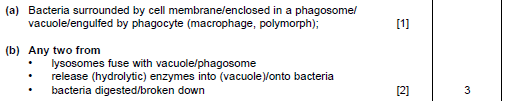 (a) Bacteria surrounded by cell membrane/enclosed in a phagosome/
vacuole/engulfed by phagocyte (macrophage, polymorph); [1]
(b) Any two from
• lysosomes fuse with vacuole/phagosome
• release (hydrolytic) enzymes into (vacuole)/onto bacteria
• bacteria digested/broken down [2] 3